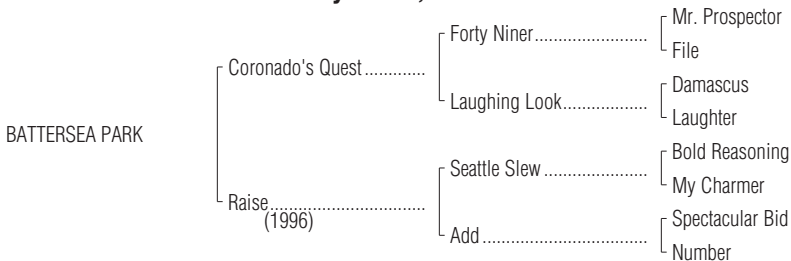 Mr. Prospector
Forty Niner..........................
File
Coronado's Quest.............
Damascus
Laughing Look....................
Laughter
BATTERSEA PARK
Bold Reasoning
Seattle Slew........................
My Charmer
Raise...................................
(1996)
Spectacular Bid
Add.....................................
Number